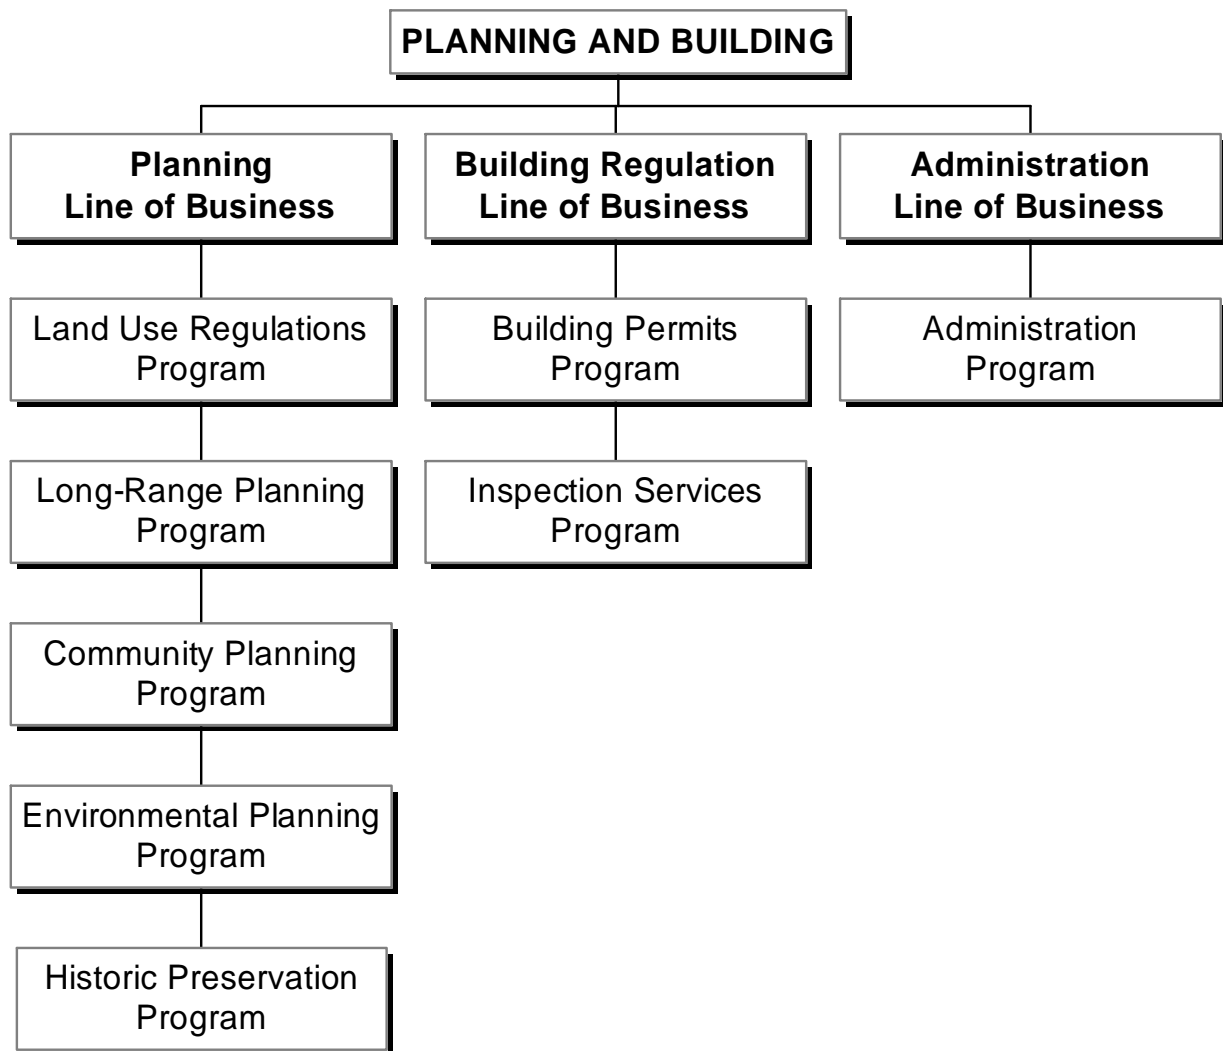 PLANNING AND BUILDING
Planning
Line of Business
Building Regulation
Line of Business
Administration
Line of Business
Land Use Regulations
Program
Building Permits
Program
Administration
Program
Long-Range Planning
Program
Inspection Services
Program
Community Planning
Program
Environmental Planning
Program
Historic Preservation
Program